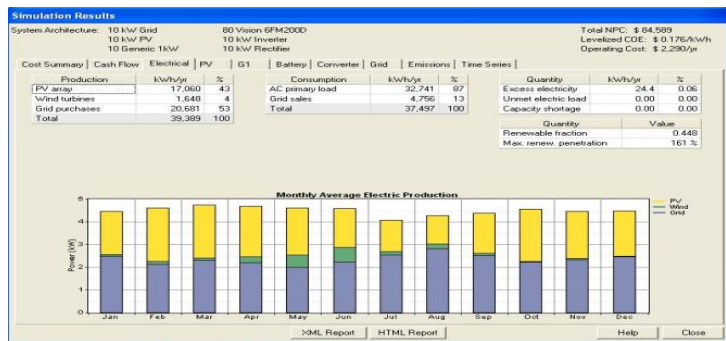 Simulation Results
System Architecture: 10 kW Grid 80 Vision 6FM200D Total NPC: $ 84,589
10 kW PV 10 kW Inverter Levelized COE: $ 0.176/kWh
10 Generic 1kW 10 kW Rectifier Operating Cost: $ 2,290/yr
Cost Summary Cash Flow Electrical PV G1 Battery Converter Grid Emissions Time Series
Production kWh/yr %
PV array 17,060 43
Wind turbines 1,648 4
Grid purchases 20,681 53
Total 39,389 100
Consumption kWh/yr %
AC primary load 32,741 87
Grid sales 4,756 13
Total 37,497 100
Quantity kWh/yr %
Excess electricity 24.4 0.06
Unmet electric load 0.00 0.00
Capacity shortage 0.00 0.00
Quantity Value
Renewable fraction 0.448
Max. renew. penetration 161 %
Monthly Average Electric Production
Power (kW)
5
4
3
2
1
0
Jan Feb Mar Apr May Jun Jul Aug Sep Oct Nov Dec
PV
Wind
Grid
XML Report HTML Report Help Close